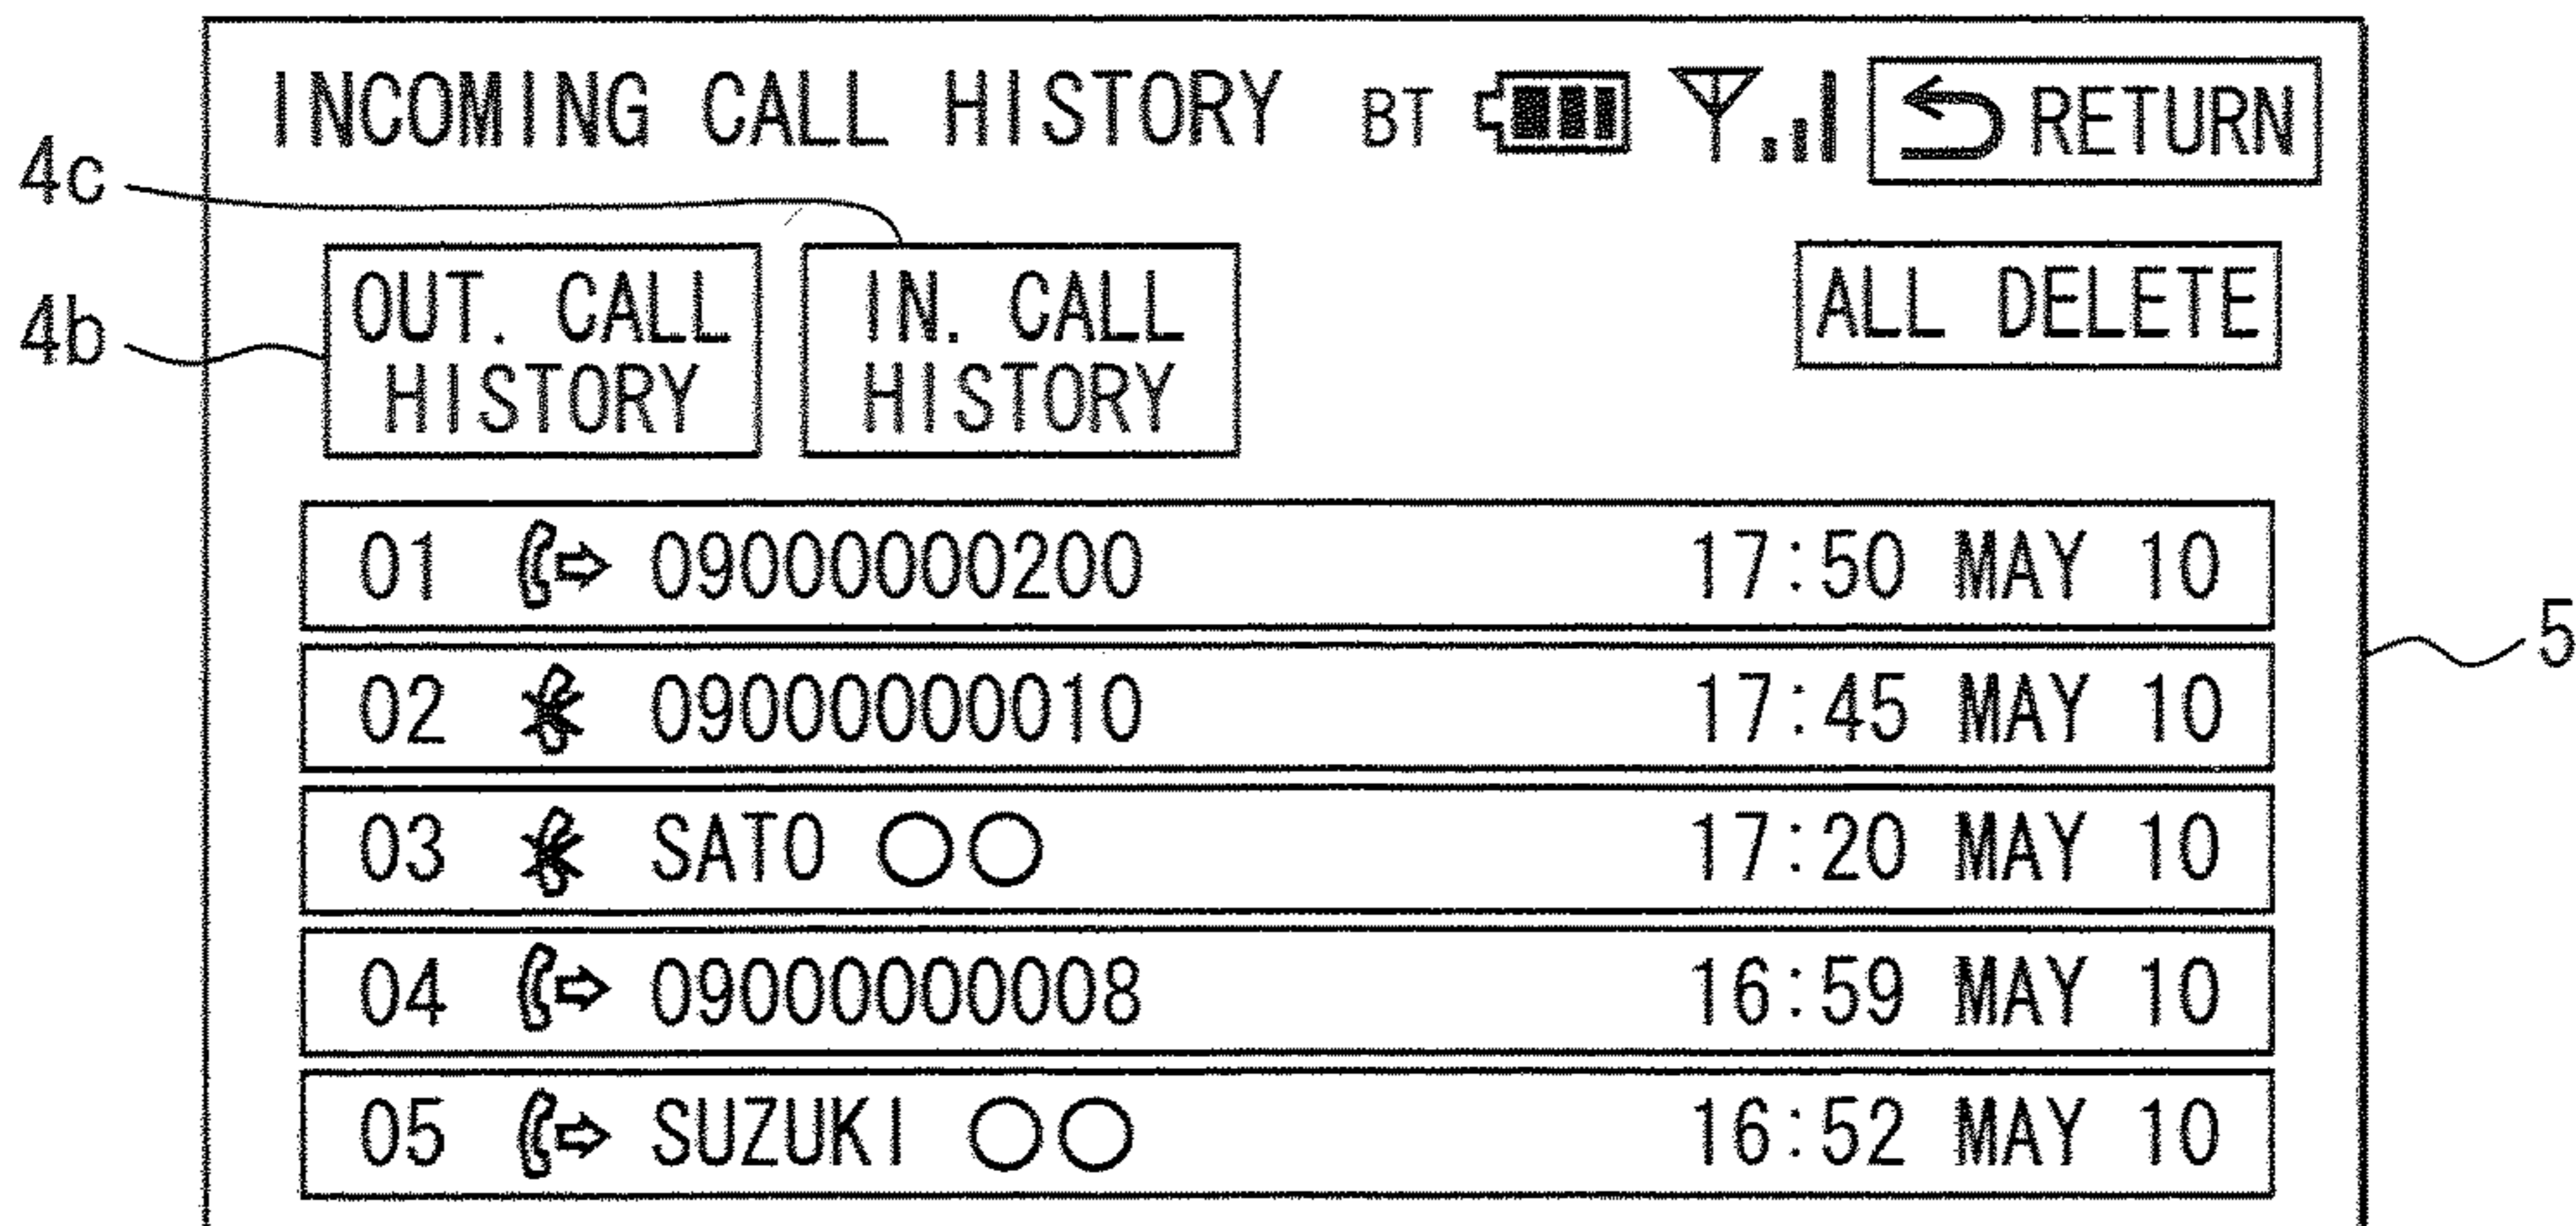 INCOMING CALL HISTORY BT RETURN
4c
OUT. CALL HISTORY
IN. CALL HISTORY
ALL DELETE
4b
01 09000000200 17:50 MAY 10
02 09000000010 17:45 MAY 10
5
03 SATO ○○ 17:20 MAY 10
04 09000000008 16:59 MAY 10
05 SUZUKI ○○ 16:52 MAY 10